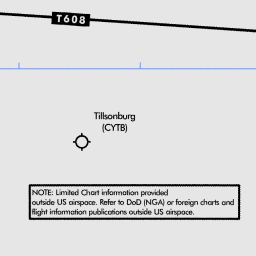 T608
Tillsonburg
(CYTB)
NOTE: Limited Chart information provided
outside US airspace. Refer to DoD (NGA) or foreign charts and
flight information publications outside US airspace.